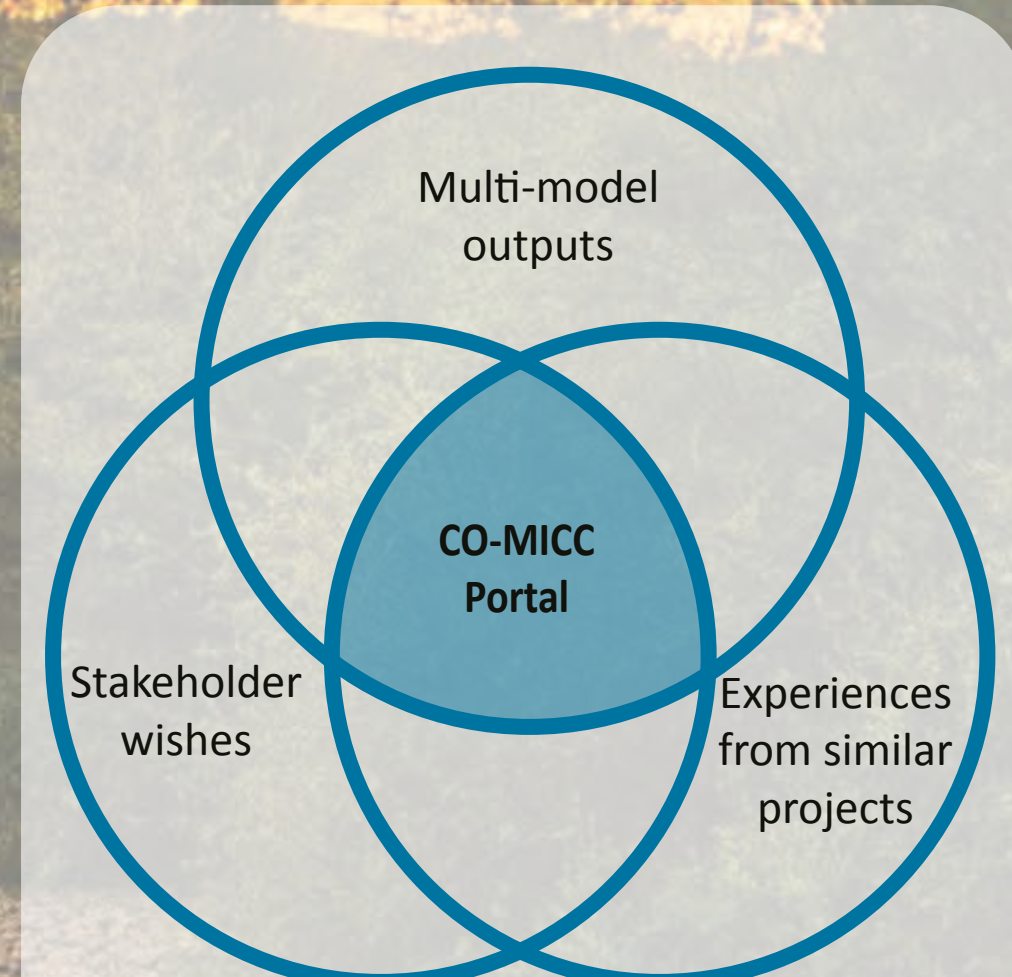 Multi-model
outputs
CO-MICC
Portal
Stakeholder
wishes
Experiences
from similar
projects